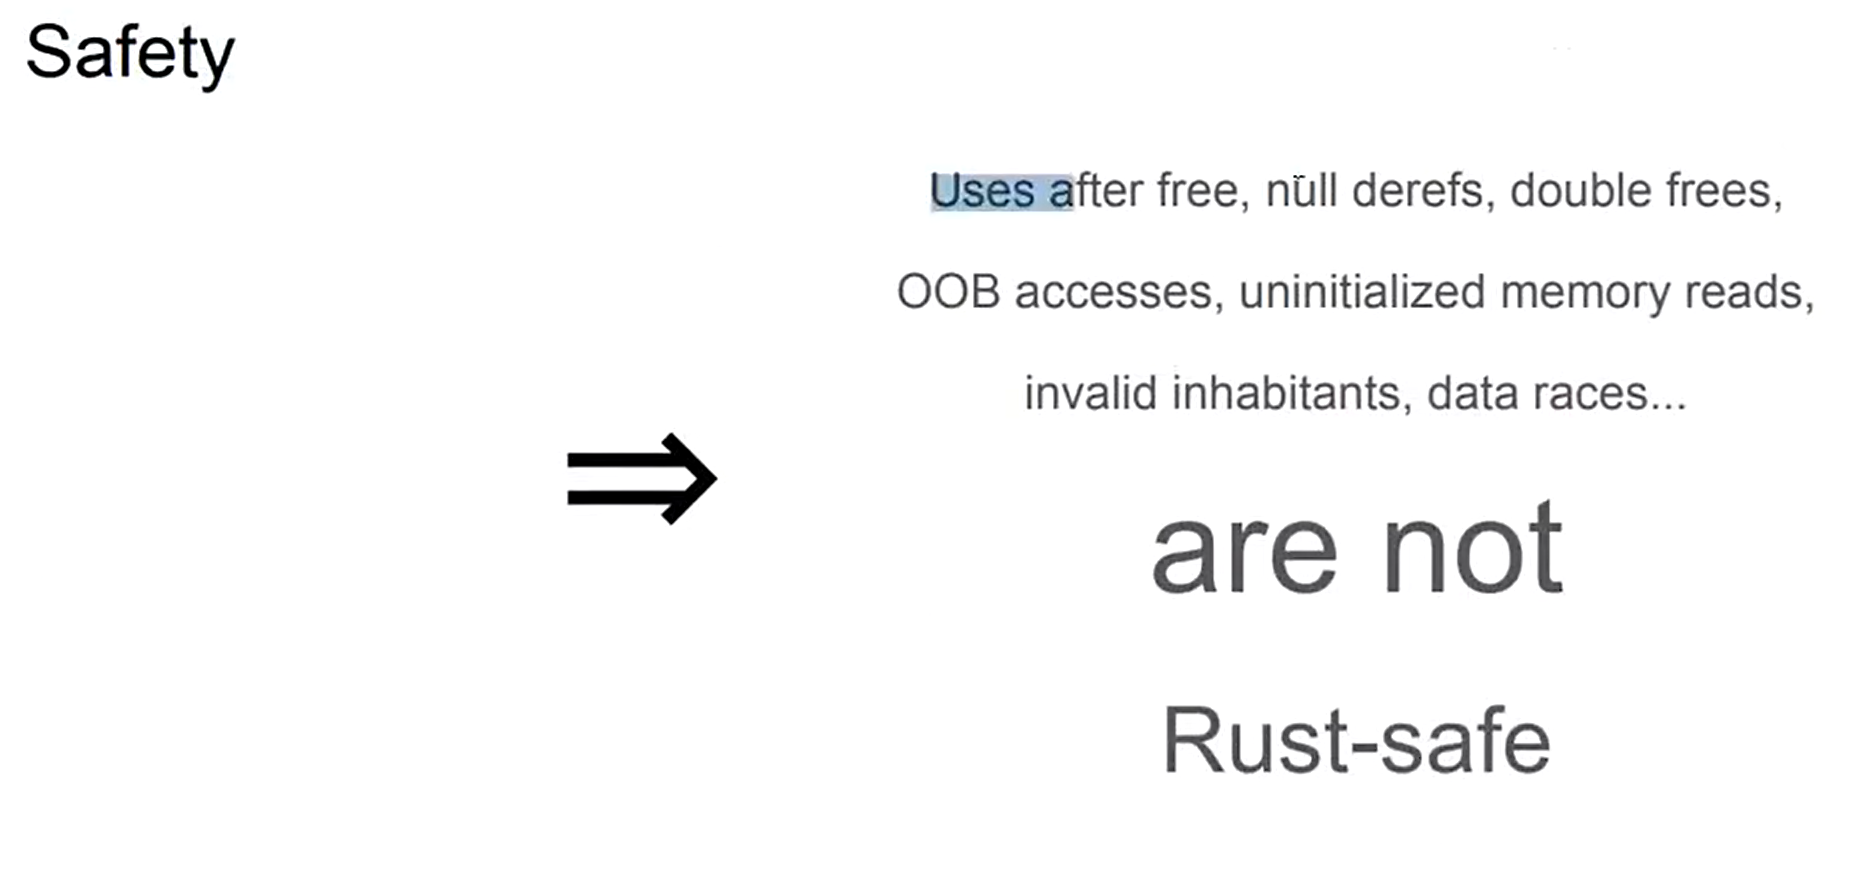 Safety
Uses after free, null derefs, double frees,
OOB accesses, uninitialized memory reads,
invalid inhabitants, data races...
⇒
are not
Rust-safe